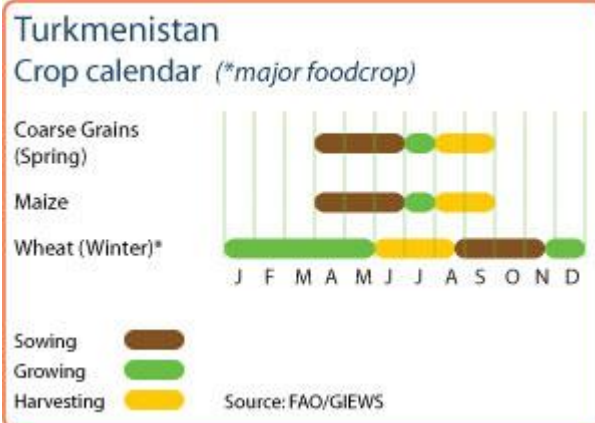 Turkmenistan
Crop calendar (*major foodcrop)
Coarse Grains
(Spring)
Maize
Wheat (Winter)*
J F M A M J J A S O N D
Sowing
Growing
Harvesting
Source: FAO/GIEWS